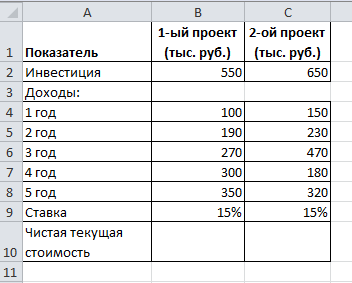 A B C
1-ый проект 2-ой проект
1 Показатель (тыс. руб.) (тыс. руб.)
2 Инвестиция 550 650
3 Доходы:
4 1 год 100 150
5 2 год 190 230
6 3 год 270 470
7 4 год 300 180
8 5 год 350 320
9 Ставка 15% 15%
Чистая текущая
10 стоимость
11